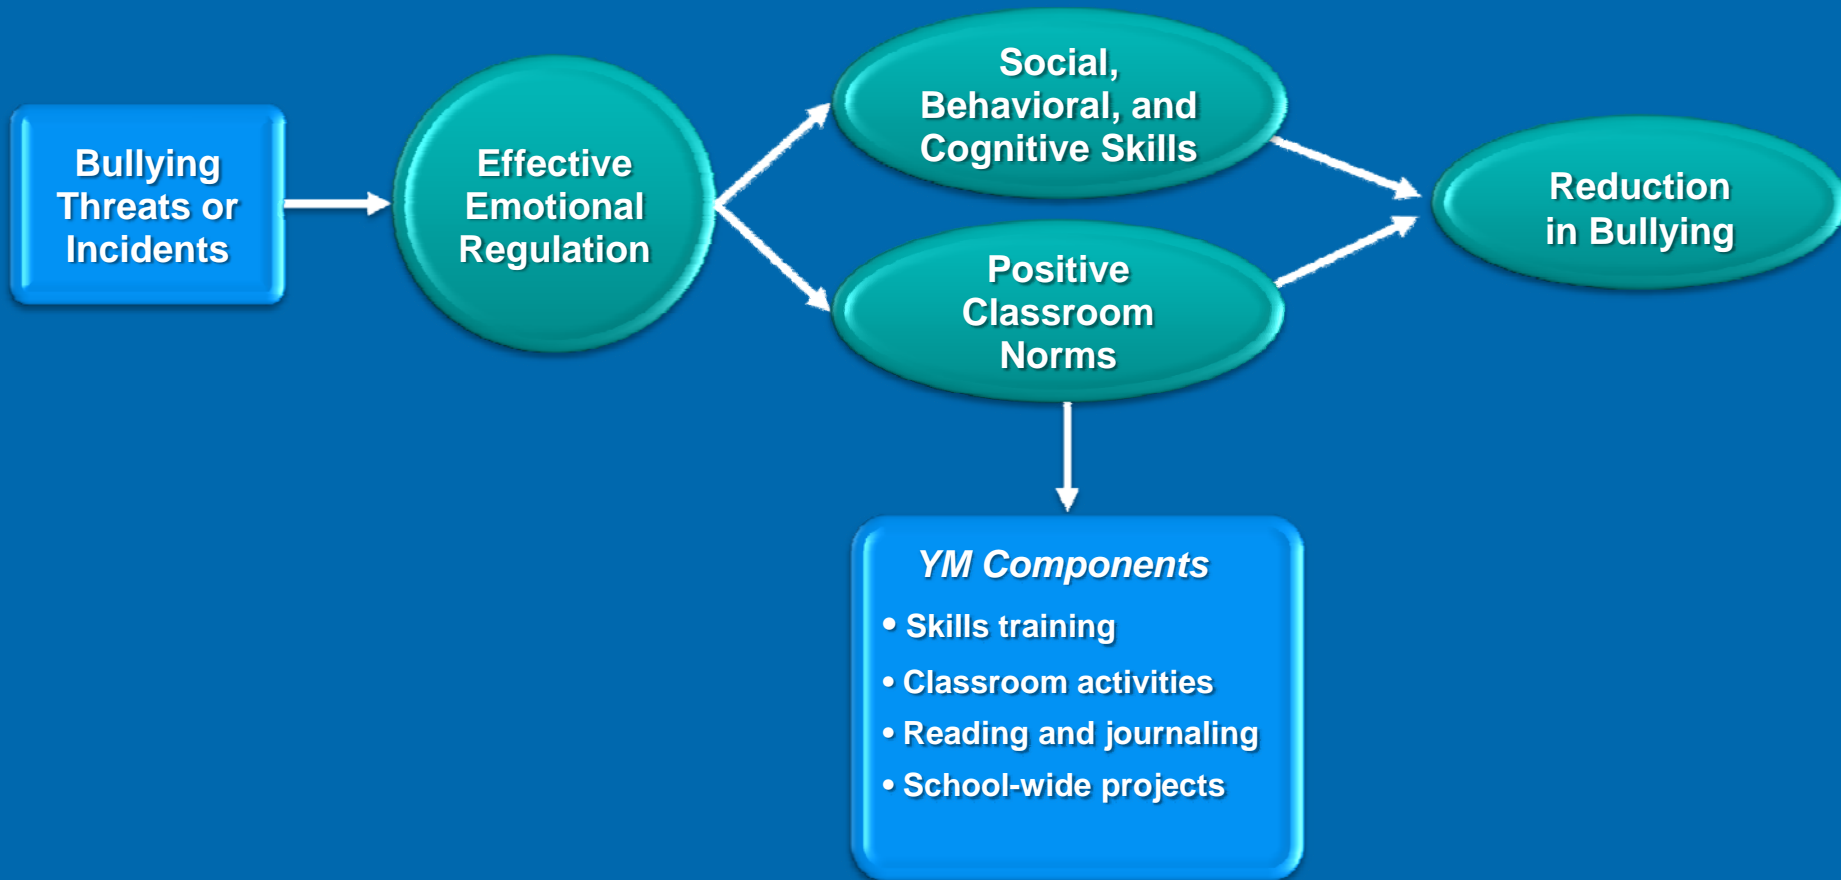 Bullying
Threats or
Incidents
Effective
Emotional
Regulation
Social,
Behavioral, and
Cognitive Skills
Positive
Classroom
Norms
Reduction
in Bullying
YM Components
• Skills training
• Classroom activities
• Reading and journaling
• School-wide projects